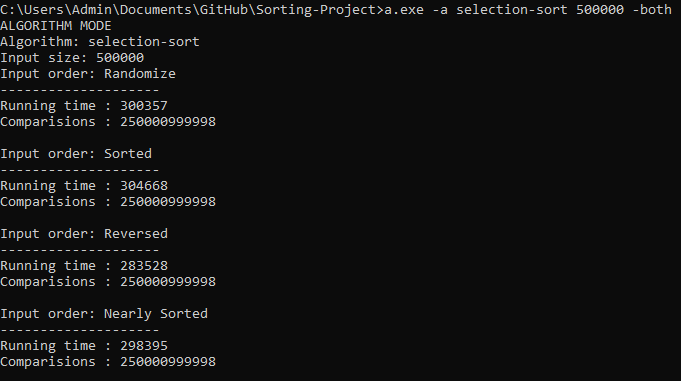 C:\Users\Admin\Documents\GitHub\Sorting-Project>a.exe -a selection-sort 500000 -both
ALGORITHM MODE
Algorithm: selection-sort
Input size: 500000
Input order: Randomize
--------------------
Running time : 300357
Comparisions : 250000999998

Input order: Sorted
--------------------
Running time : 304668
Comparisions : 250000999998

Input order: Reversed
--------------------
Running time : 283528
Comparisions : 250000999998

Input order: Nearly Sorted
--------------------
Running time : 298395
Comparisions : 250000999998